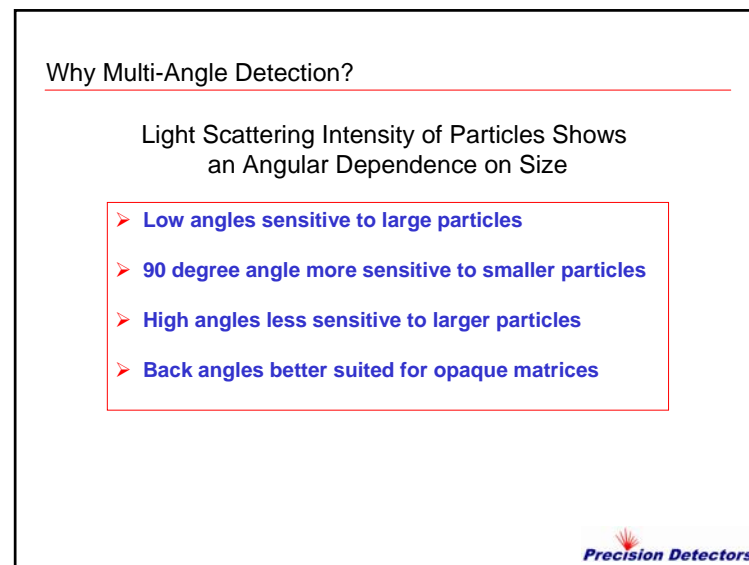 Why Multi-Angle Detection?
Light Scattering Intensity of Particles Shows
an Angular Dependence on Size
Low angles sensitive to large particles
90 degree angle more sensitive to smaller particles
High angles less sensitive to larger particles
Back angles better suited for opaque matrices
Precision Detectors